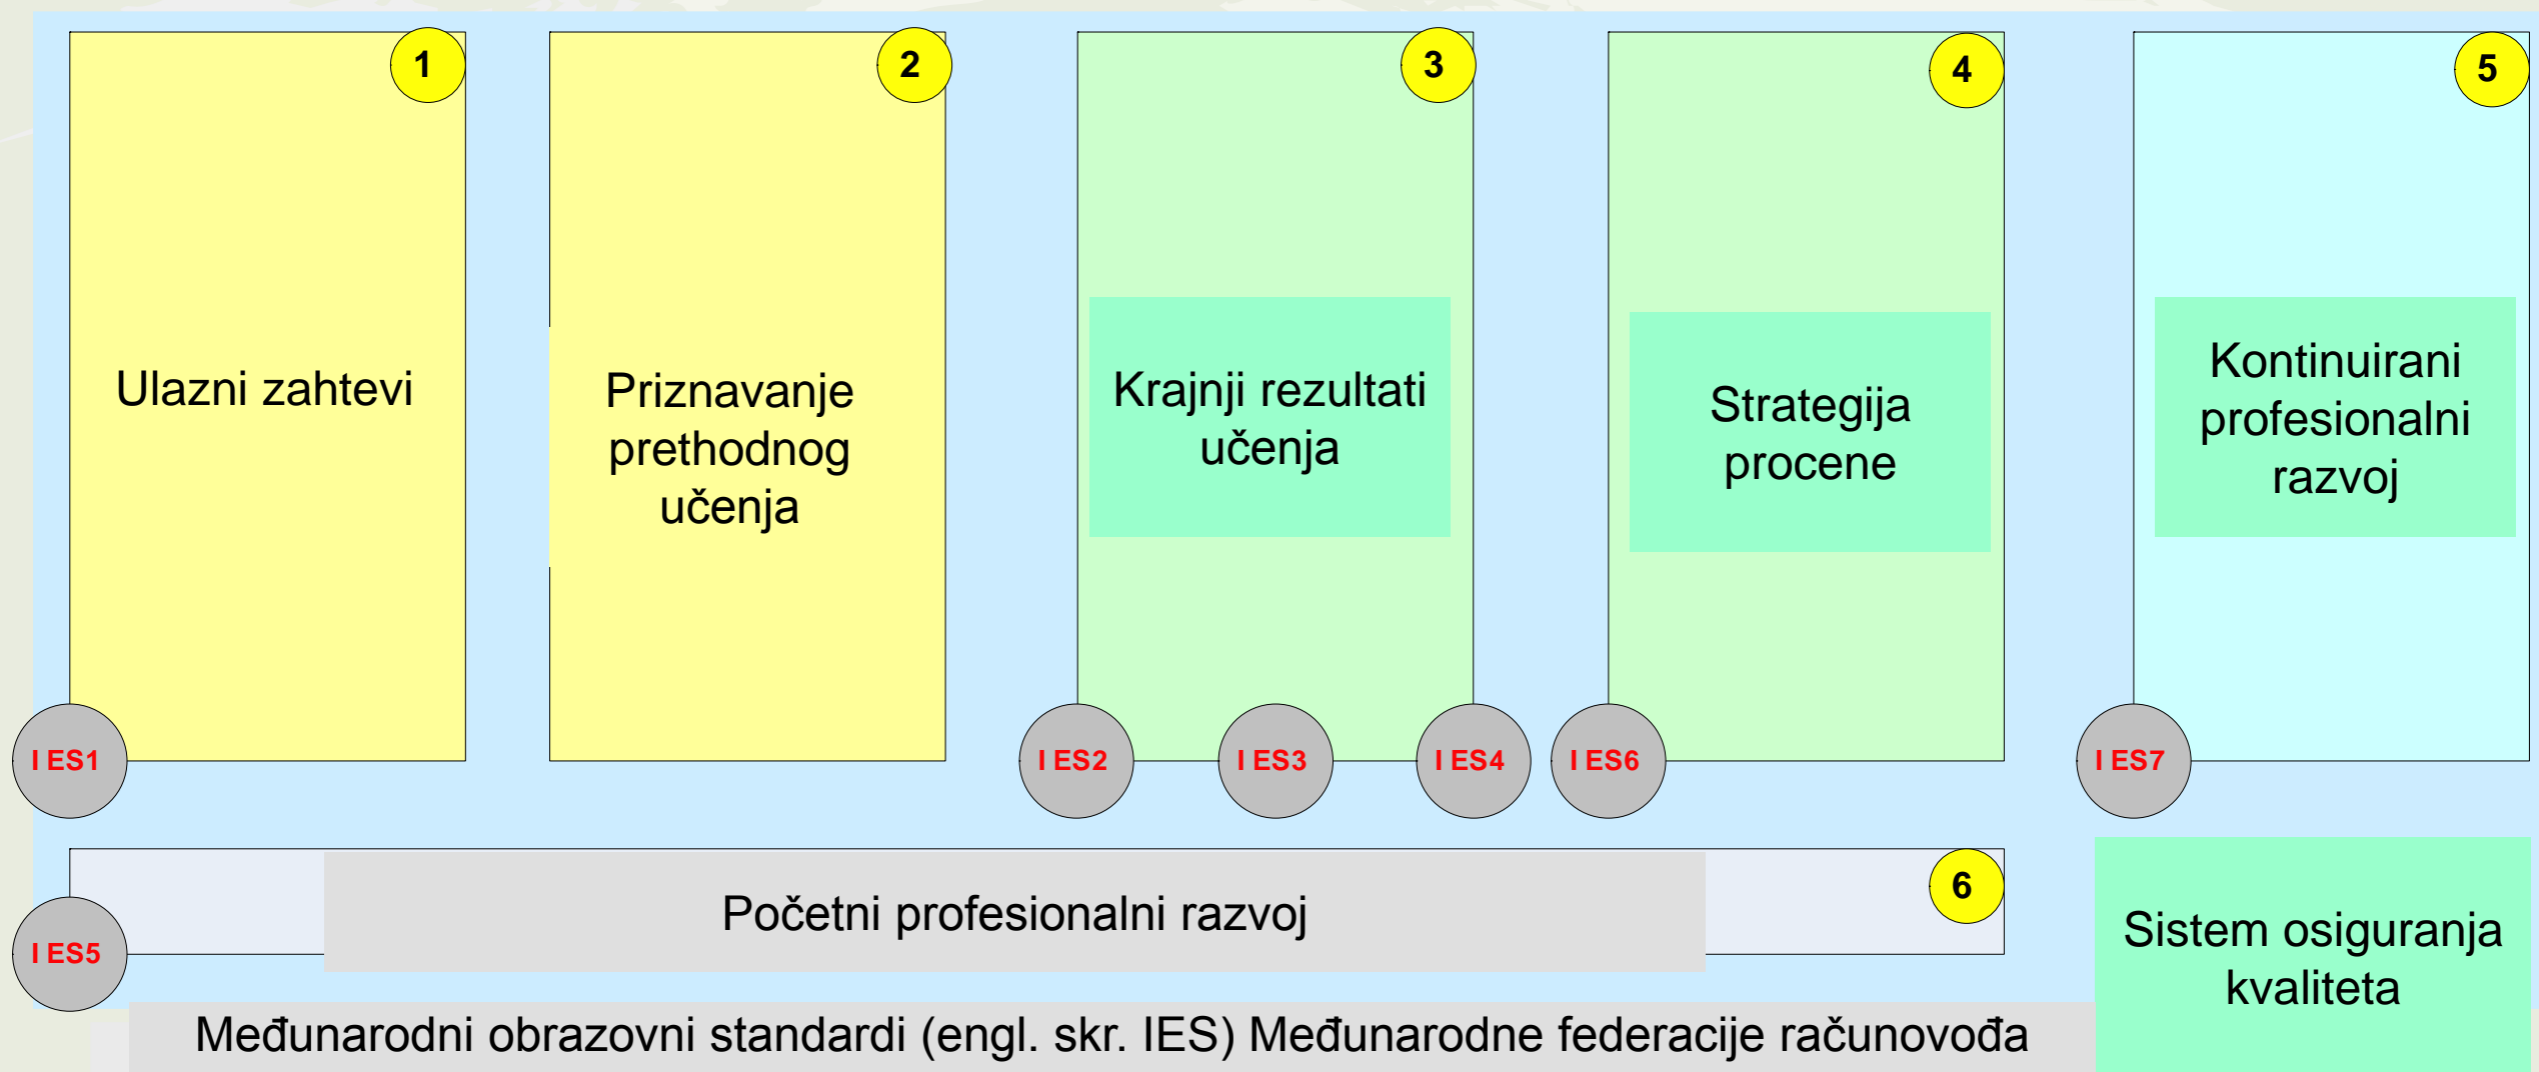 1
2
3
4
5
Ulazni zahtevi
Priznavanje
prethodnog
učenja
Krajnji rezultati
učenja
Strategija
procene
Kontinuirani
profesionalni
razvoj
I ES1
I ES2
I ES3
I ES4
I ES6
I ES7
6
Početni profesionalni razvoj
I ES5
Sistem osiguranja
kvaliteta
Međunarodni obrazovni standardi (engl. skr. IES) Međunarodne federacije računovođa